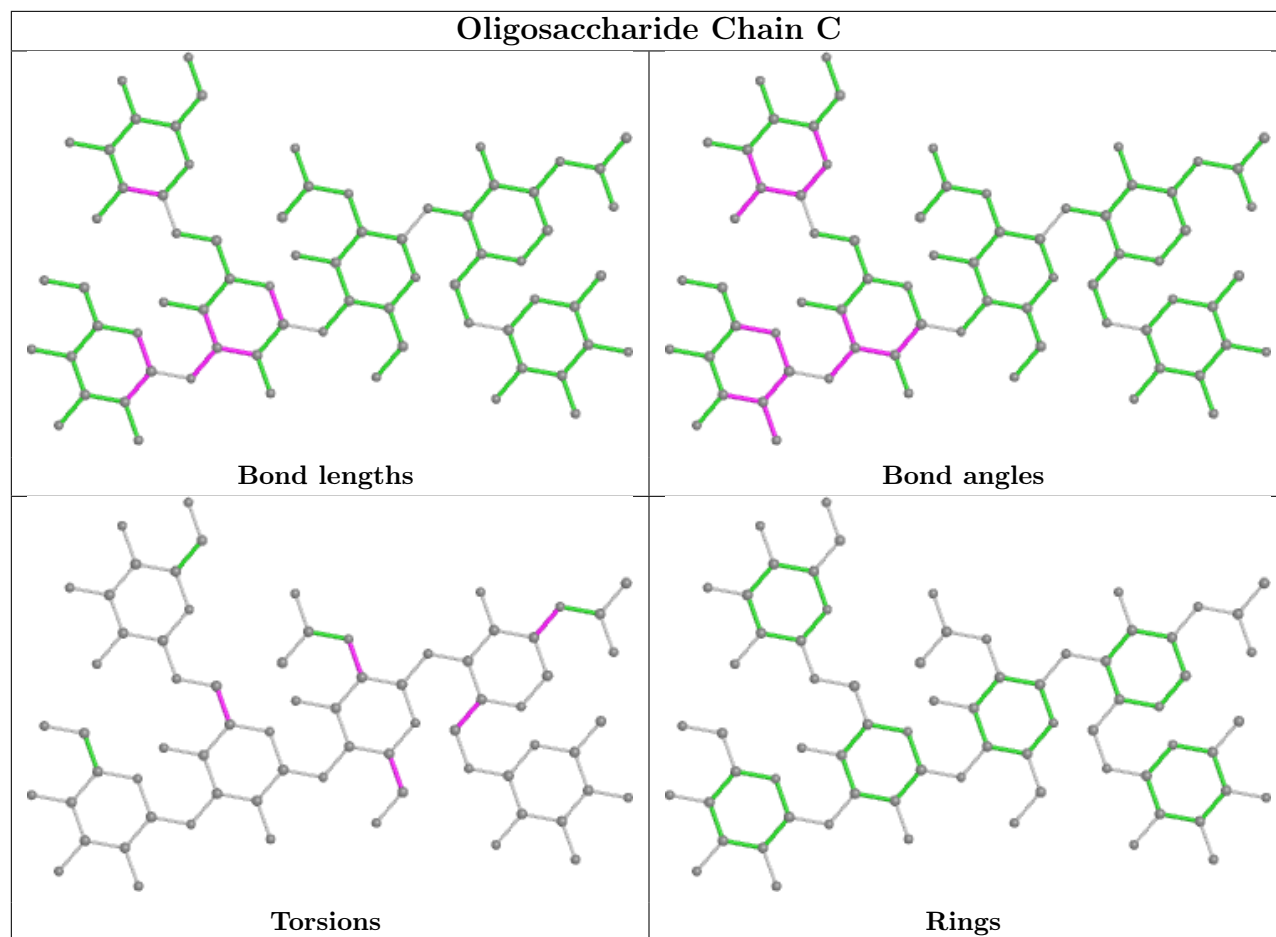 Oligosaccharide Chain C
Bond lengths
Bond angles
Torsions
Rings